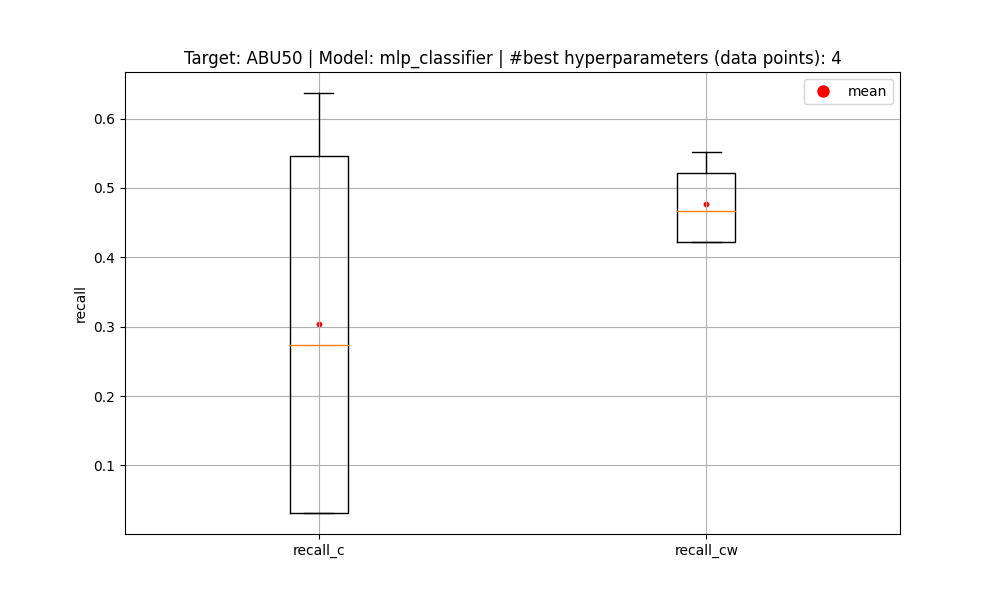 Target: ABU50 | Model: mlp_classifier | #best hyperparameters (data points): 4
mean
0.6
0.5
0.4
0.3
0.2
0.1
recall
recall_c
recall_cw